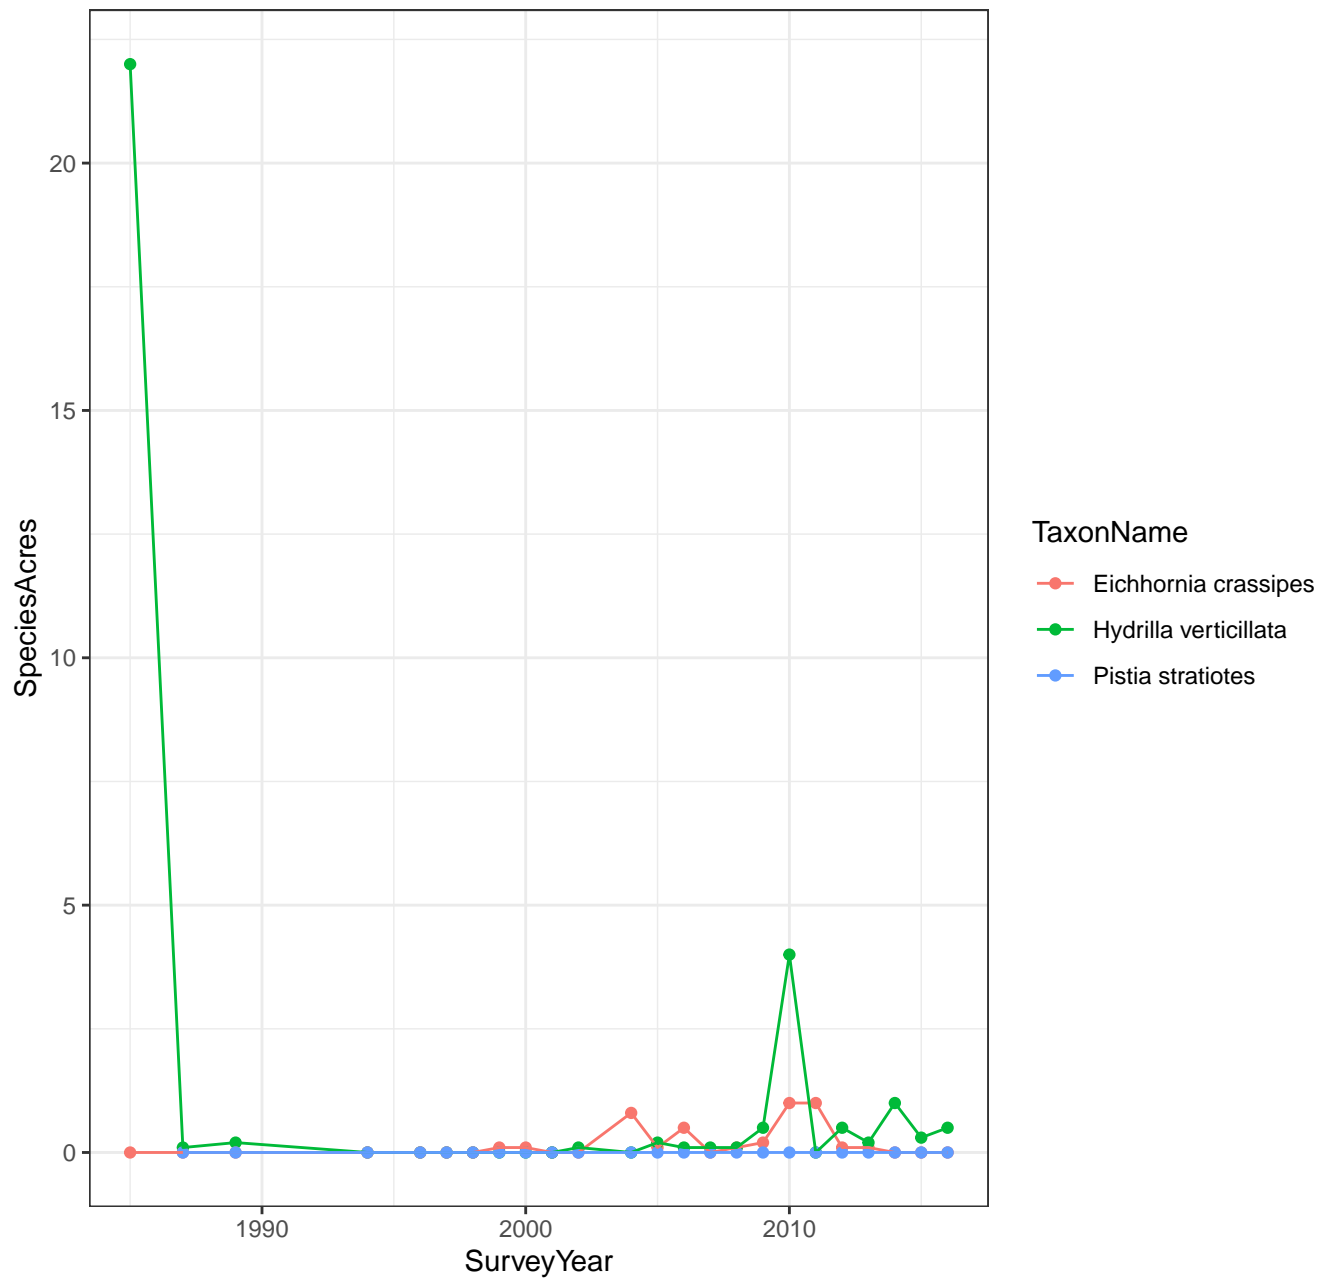 20
15
10
5
0
SpeciesAcres
1990
2000
2010
SurveyYear
TaxonName
Eichhornia crassipes
Hydrilla verticillata
Pistia stratiotes